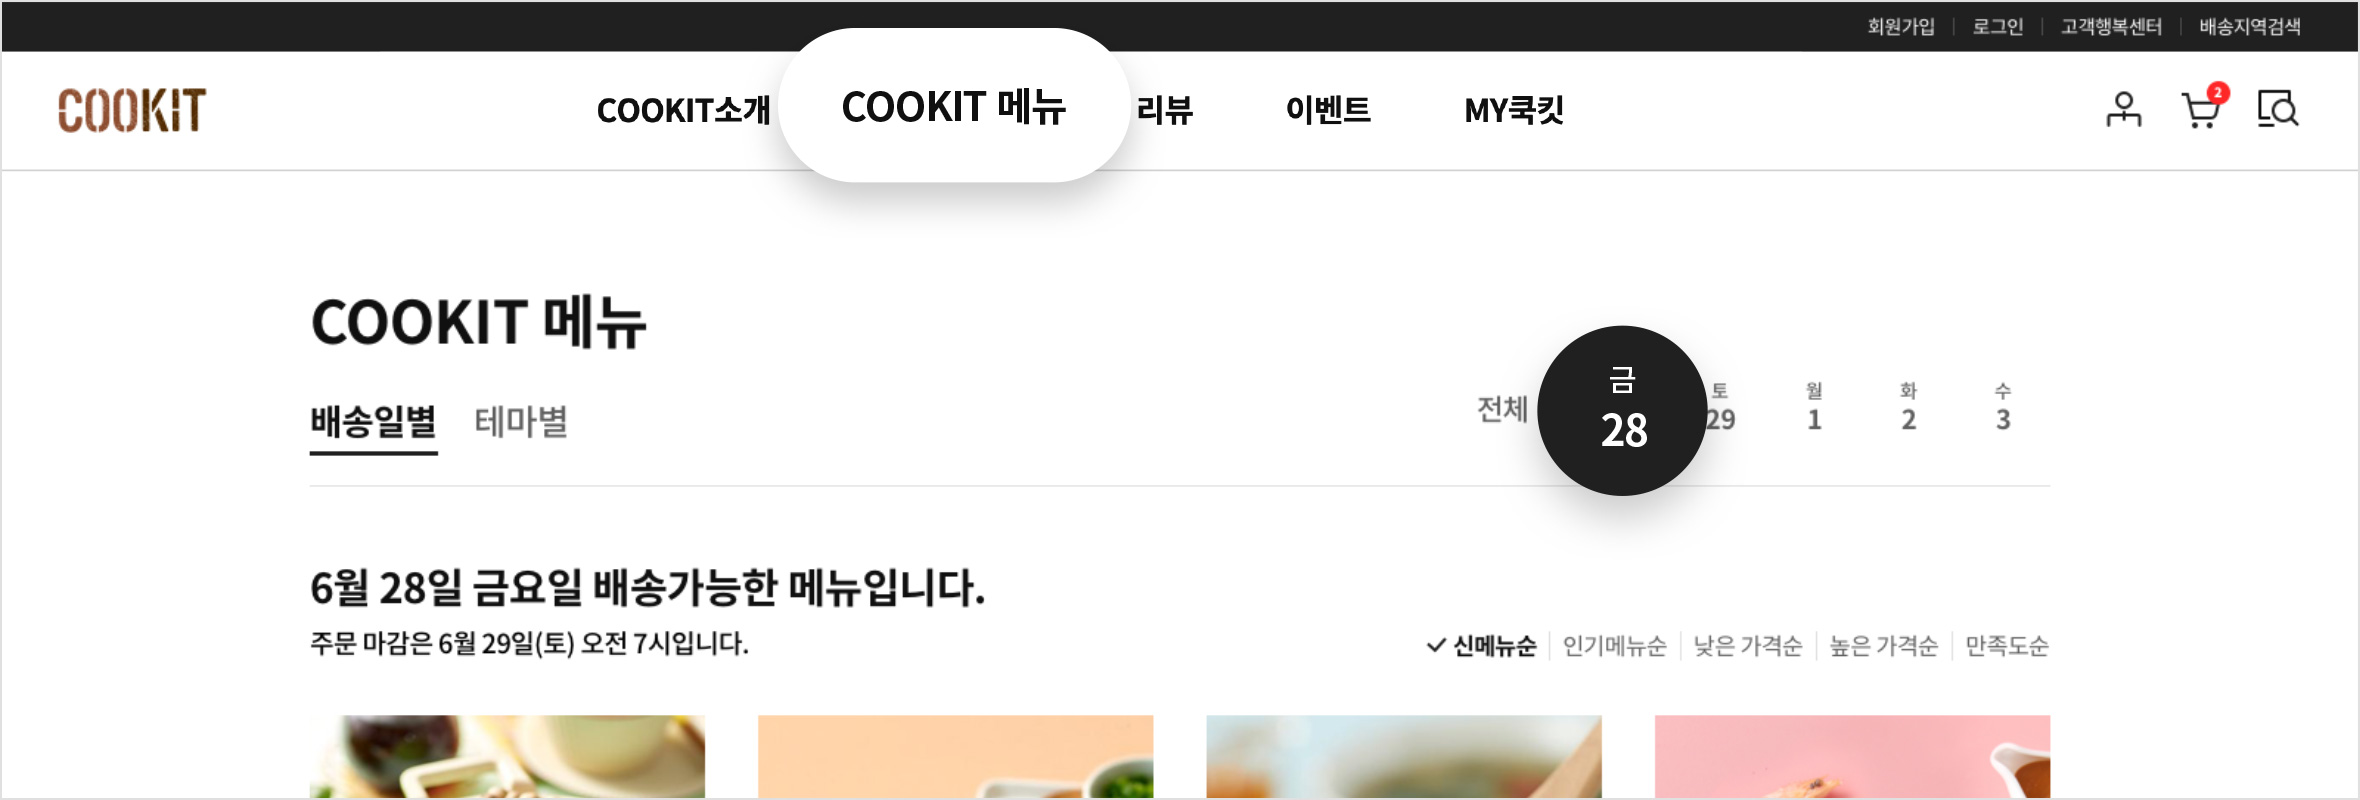 회원가입 로그인 고객행복센터 배송지역검색
COOKIT COOKIT소개 COOKIT 메뉴 리뷰 이벤트 MY쿡킷 2
COOKIT 메뉴
배송일별 테마별
전체 금 28 토 29 월 1 화 2 수 3
6월 28일 금요일 배송가능한 메뉴입니다.
주문 마감은 6월 29일(토) 오전 7시입니다.
신메뉴순 인기메뉴순 낮은 가격순 높은 가격순 만족도순